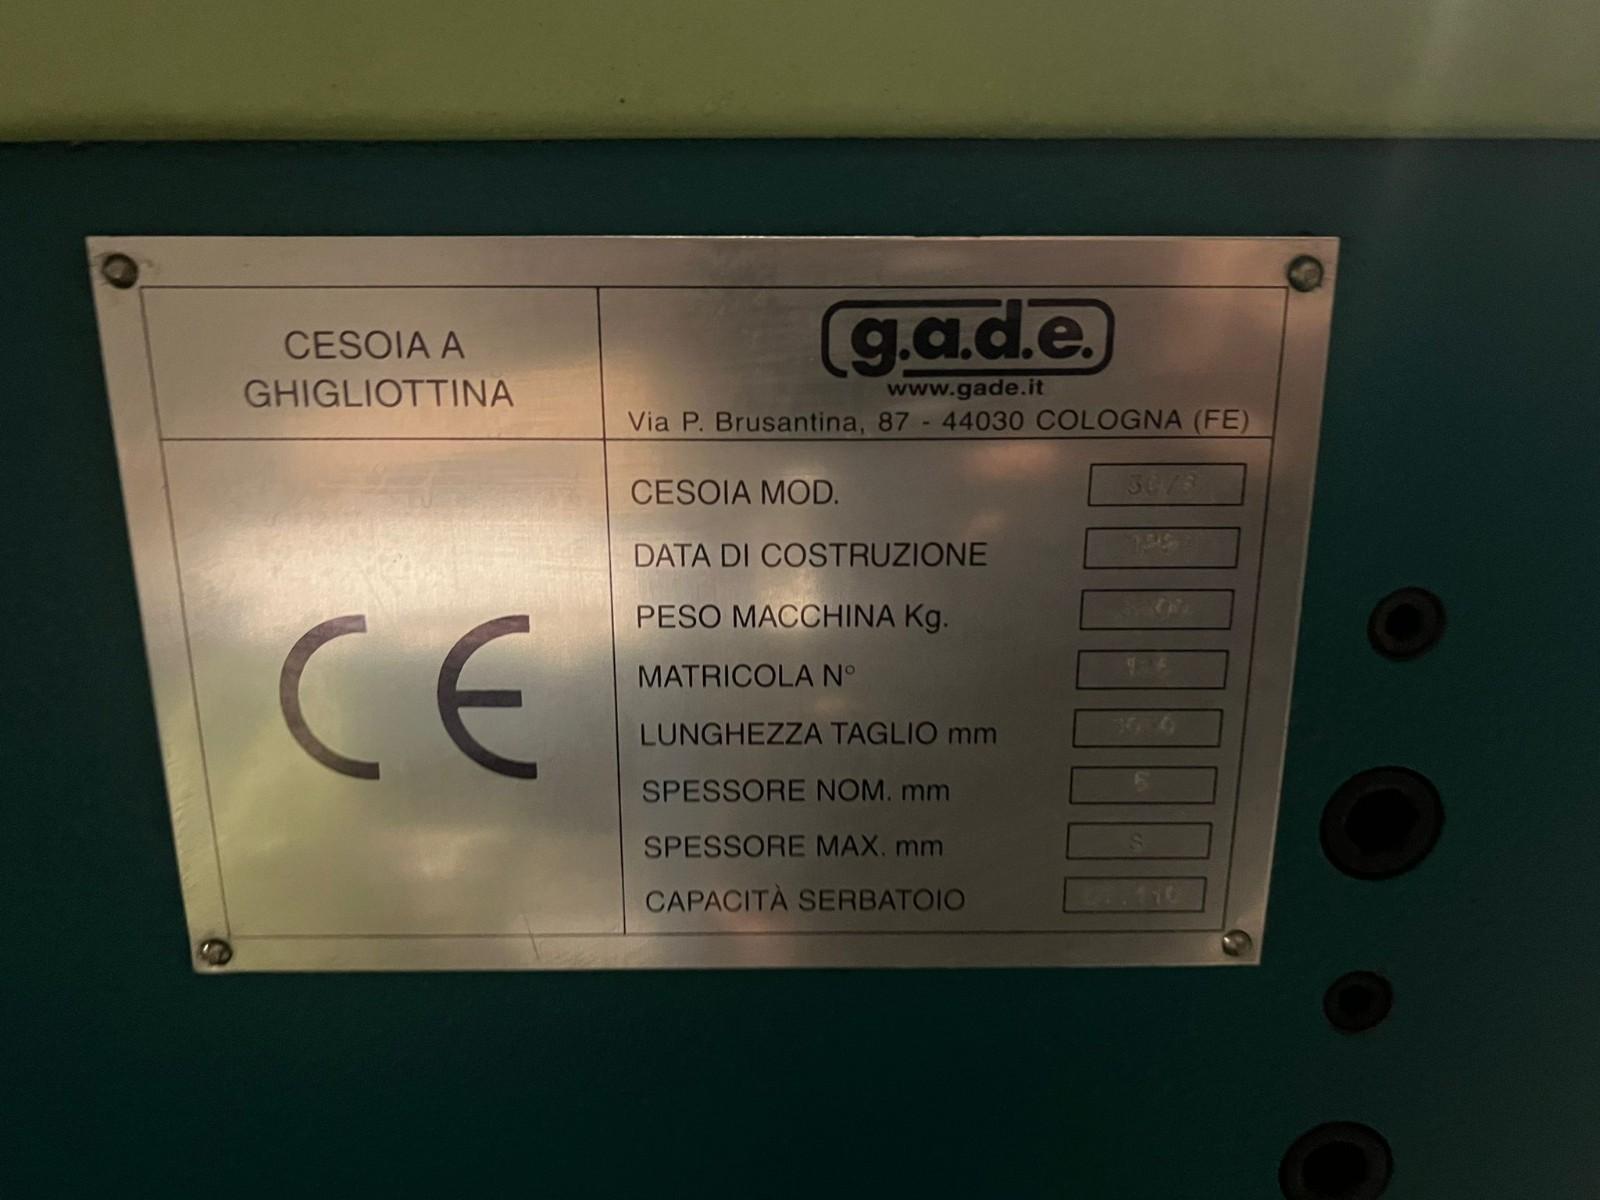 CESOIA A
GHIGLIOTTINA
g.a.d.e.
www.gade.it
Via P. Brusantina, 87 - 44030 COLOGNA (FE)
CESOIA MOD.
DATA DI COSTRUZIONE
PESO MACCHINA Kg.
MATRICOLA N°
LUNGHEZZA TAGLIO mm
SPESSORE NOM. mm
SPESSORE MAX. mm
CAPACITÀ SERBATOIO
CE